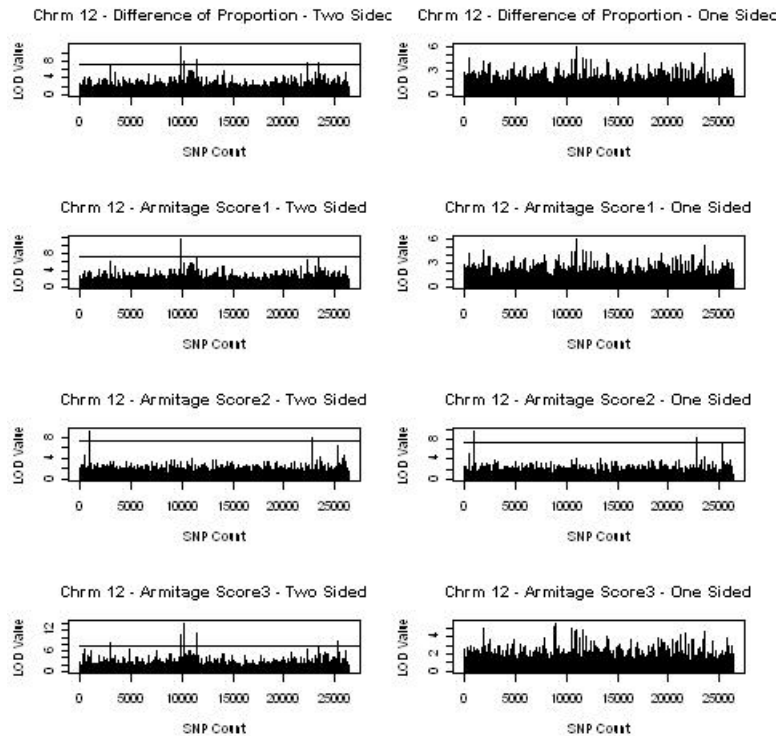 Chrm 12 - Difference of Proportion - Two Sided
LOD Value
0 4 8
0 5000 10000 15000 20000 25000
SNP Count
Chrm 12 - Difference of Proportion - One Sided
LOD Value
0 3 6
0 5000 10000 15000 20000 25000
SNP Count
Chrm 12 - Armitage Score1 - Two Sided
LOD Value
0 4 8
0 5000 10000 15000 20000 25000
SNP Count
Chrm 12 - Armitage Score1 - One Sided
LOD Value
0 3 6
0 5000 10000 15000 20000 25000
SNP Count
Chrm 12 - Armitage Score2 - Two Sided
LOD Value
0 4 8
0 5000 10000 15000 20000 25000
SNP Count
Chrm 12 - Armitage Score2 - One Sided
LOD Value
0 4 8
0 5000 10000 15000 20000 25000
SNP Count
Chrm 12 - Armitage Score3 - Two Sided
LOD Value
0 6 12
0 5000 10000 15000 20000 25000
SNP Count
Chrm 12 - Armitage Score3 - One Sided
LOD Value
0 2 4
0 5000 10000 15000 20000 25000
SNP Count